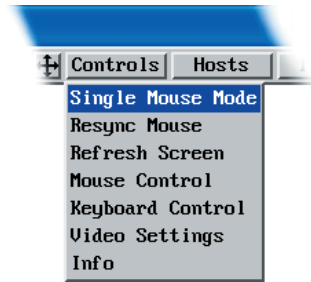 Controls Hosts
Single Mouse Mode
Resync Mouse
Refresh Screen
Mouse Control
Keyboard Control
Video Settings
Info